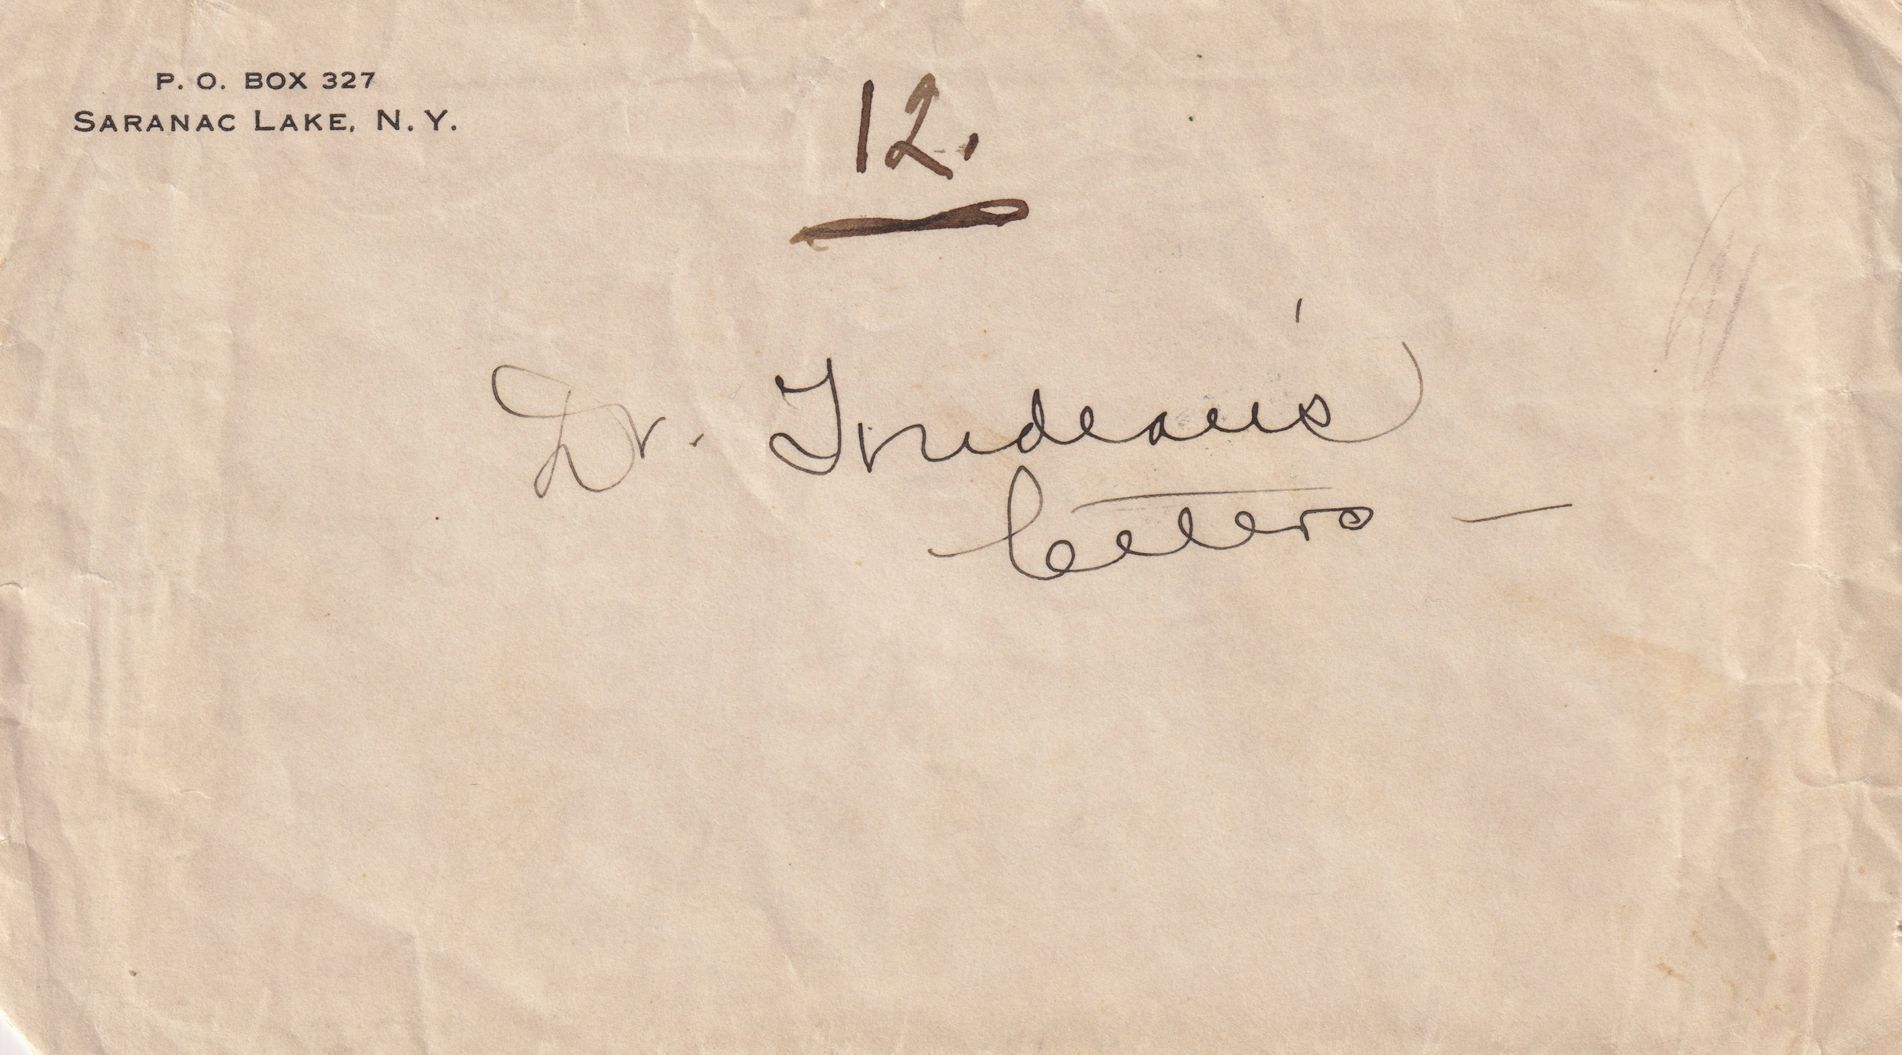 P. O. BOX 327
SARANAC LAKE, N. Y.
12.
Dr. Trudeau's
Letters —